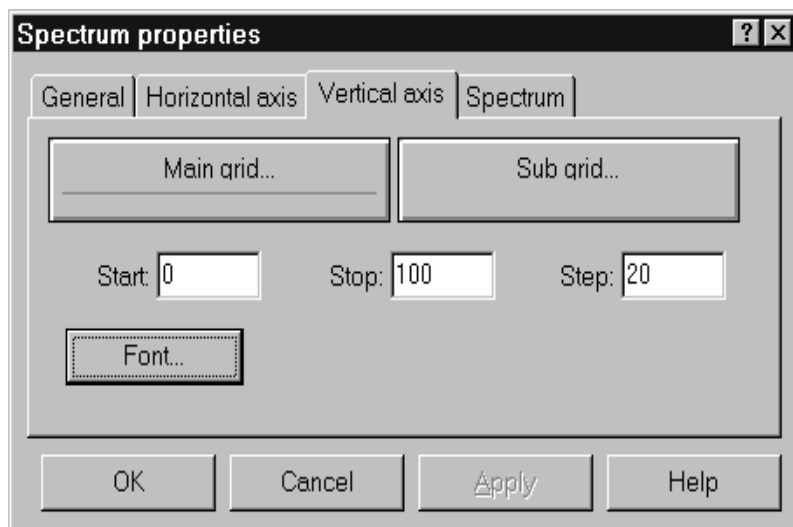 Spectrum properties
General Horizontal axis Vertical axis Spectrum
Main grid... Sub grid...
Start: 0 Stop: 100 Step: 20
Font...
OK Cancel Apply Help